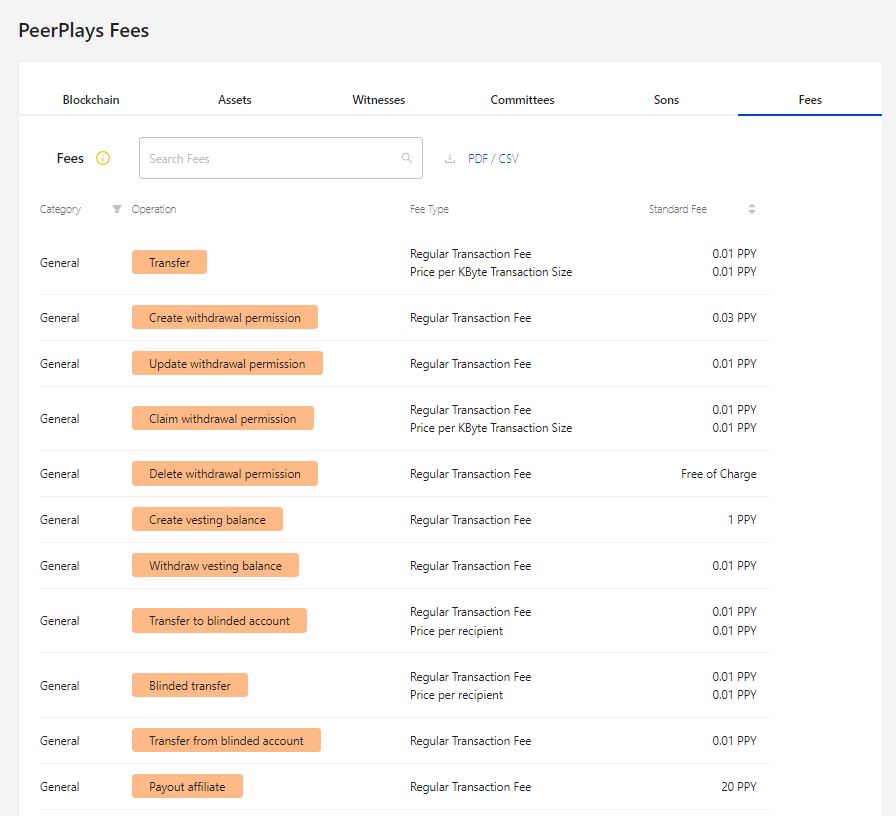 PeerPlays Fees
Blockchain Assets Witnesses Committees Sons Fees
Fees Search Fees PDF / CSV
Category Operation Fee Type Standard Fee
General Transfer Regular Transaction Fee 0.01 PPY
Price per KByte Transaction Size 0.01 PPY
General Create withdrawal permission Regular Transaction Fee 0.03 PPY
General Update withdrawal permission Regular Transaction Fee 0.01 PPY
General Claim withdrawal permission Regular Transaction Fee 0.01 PPY
Price per KByte Transaction Size 0.01 PPY
General Delete withdrawal permission Regular Transaction Fee Free of Charge
General Create vesting balance Regular Transaction Fee 1 PPY
General Withdraw vesting balance Regular Transaction Fee 0.01 PPY
General Transfer to blinded account Regular Transaction Fee 0.01 PPY
Price per recipient 0.01 PPY
General Blinded transfer Regular Transaction Fee 0.01 PPY
Price per recipient 0.01 PPY
General Transfer from blinded account Regular Transaction Fee 0.01 PPY
General Payout affiliate Regular Transaction Fee 20 PPY